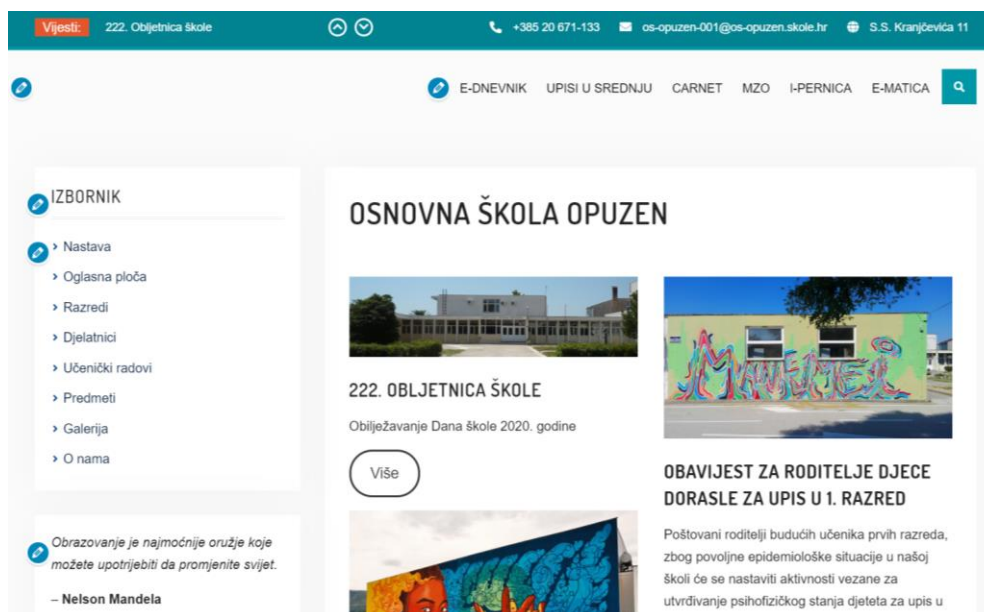 Vijesti: 222. Obljetnica škole +385 20 671-133 os-opuzen-001@os-opuzen.skole.hr S.S. Kranjčevića 11
E-DNEVNIK UPISI U SREDNJU CARNET MZO I-PERNICA E-MATICA
IZBORNIK
Nastava
Oglasna ploča
Razredi
Djelatnici
Učenički radovi
Predmeti
Galerija
O nama
Obrazovanje je najmoćnije oružje koje
možete upotrijebiti da promjenite svijet.
– Nelson Mandela
OSNOVNA ŠKOLA OPUZEN
222. OBLJETNICA ŠKOLE
Obilježavanje Dana škole 2020. godine
Više
OBAVIJEST ZA RODITELJE DJECE
DORASLE ZA UPIS U 1. RAZRED
Poštovani roditelji budućih učenika prvih razreda,
zbog povoljne epidemiološke situacije u našoj
školi će se nastaviti aktivnosti vezane za
utvrđivanje psihofizičkog stanja djeteta za upis u